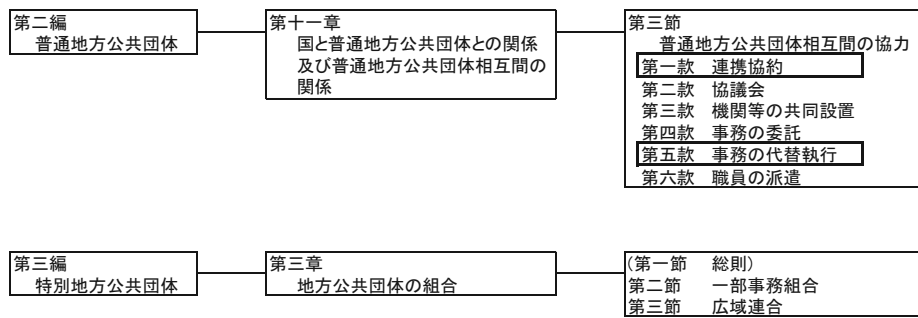 第二編
普通地方公共団体
第十一章
国と普通地方公共団体との関係
及び普通地方公共団体相互間の
関係
第三節
普通地方公共団体相互間の協力
第一款 連携協約
第二款 協議会
第三款 機関等の共同設置
第四款 事務の委託
第五款 事務の代替執行
第六款 職員の派遣
第三編
特別地方公共団体
第三章
地方公共団体の組合
(第一節 総則)
第二節 一部事務組合
第三節 広域連合